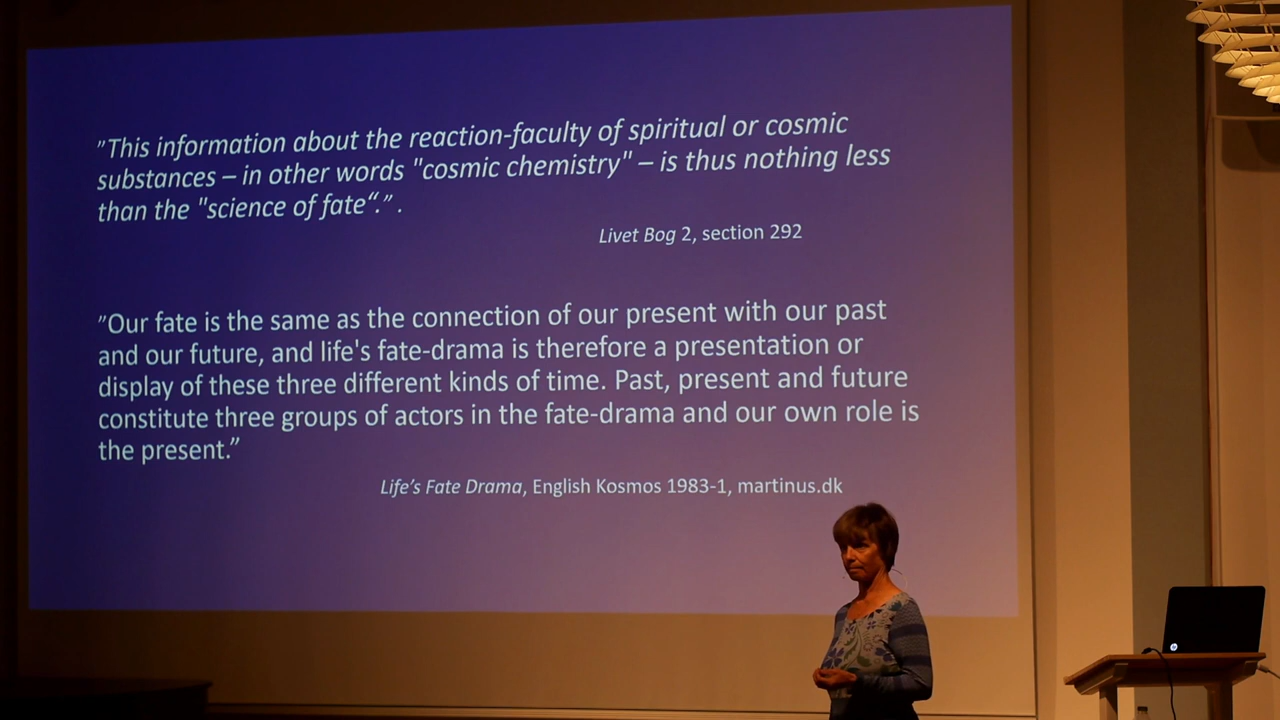 ”This information about the reaction-faculty of spiritual or cosmic
substances – in other words "cosmic chemistry" – is thus nothing less
than the "science of fate“.” .
Livet Bog 2, section 292
”Our fate is the same as the connection of our present with our past
and our future, and life's fate-drama is therefore a presentation or
display of these three different kinds of time. Past, present and future
constitute three groups of actors in the fate-drama and our own role is
the present.”
Life’s Fate Drama, English Kosmos 1983-1, martinus.dk
hp